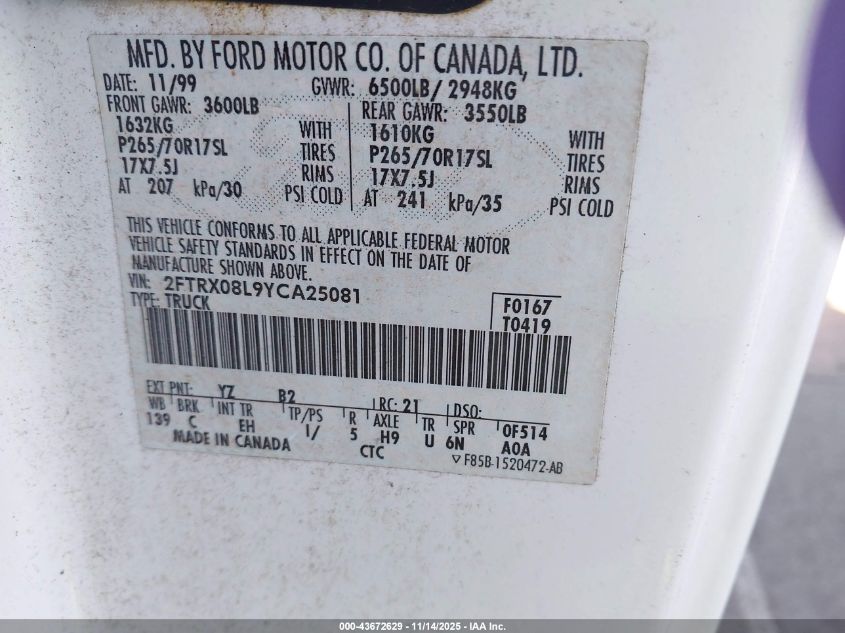 MFD. BY FORD MOTOR CO. OF CANADA, LTD.
DATE: 11/99 GVWR: 6500LB/ 2948KG
FRONT GAWR: 3600LB REAR GAWR: 3550LB
1632KG WITH 1610KG WITH
P265/70R17SL TIRES P265/70R17SL TIRES
17X7.5J RIMS 17X7.5J RIMS
AT 207 kPa/30 PSI COLD AT 241 kPa/35 PSI COLD
THIS VEHICLE CONFORMS TO ALL APPLICABLE FEDERAL MOTOR
VEHICLE SAFETY STANDARDS IN EFFECT ON THE DATE OF
MANUFACTURE SHOWN ABOVE.
VIN: 2FTRX08L9YCA25081 F0167
TYPE: TRUCK T0419
EXT PNT: YZ B2 RC: 21 DSO:
WB BRK INT TR TP/PS R AXLE TR SPR 0F514
139 C EH 1/ 5 H9 U 6N A0A
MADE IN CANADA CTC F85B-1520472-AB
000-43672629 - 11/14/2025 - IAA Inc.